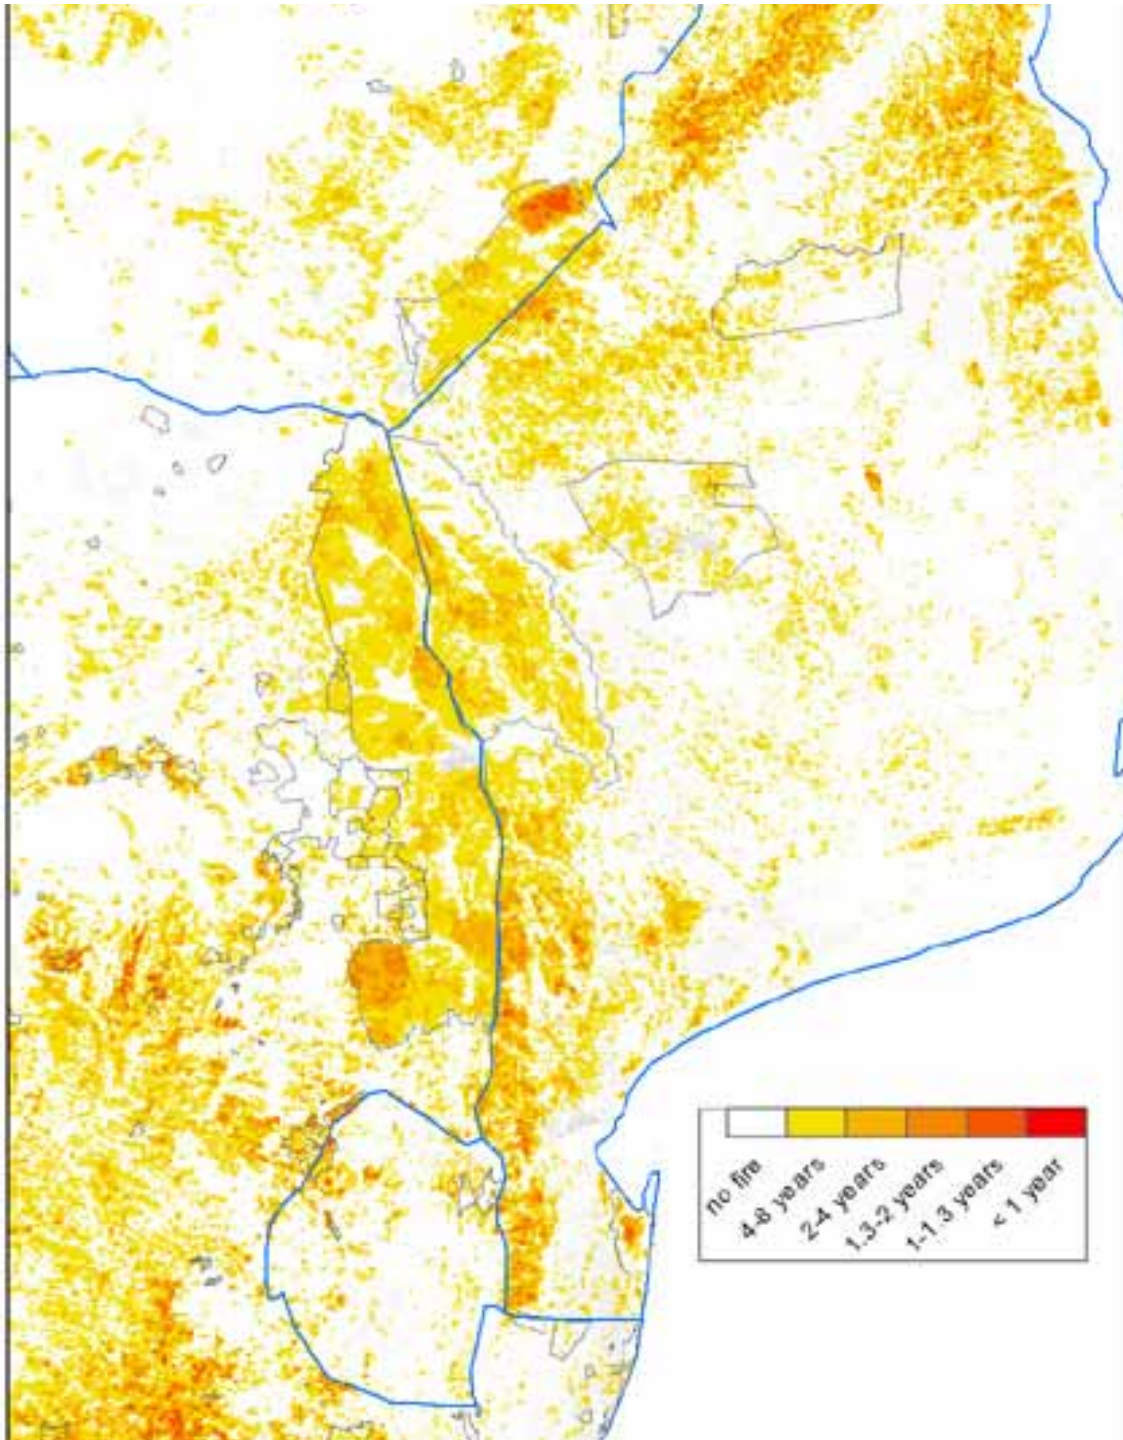 no fire
4-8 years
2-4 years
1.3-2 years
1-1.3 years
< 1 year